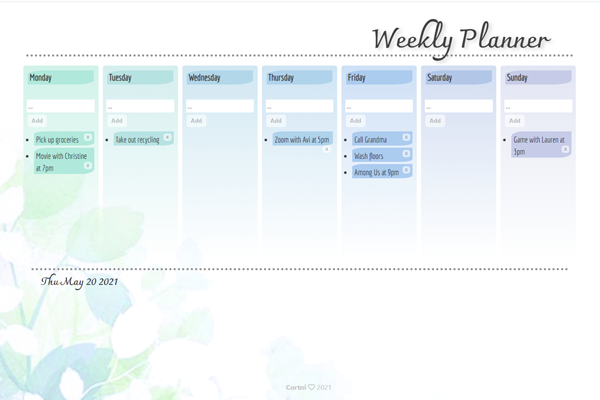 Weekly Planner
Monday
...
Add
Pick up groceries x
Movie with Christine
at 7pm x
Tuesday
...
Add
Take out recycling x
Wednesday
...
Add
Thursday
...
Add
Zoom with Avi at 5pm x
Friday
...
Add
Call Grandma x
Wash floors x
Among Us at 9pm x
Saturday
...
Add
Sunday
...
Add
Game with Lauren at
3pm x
Thu May 20 2021
Cortni ♡ 2021